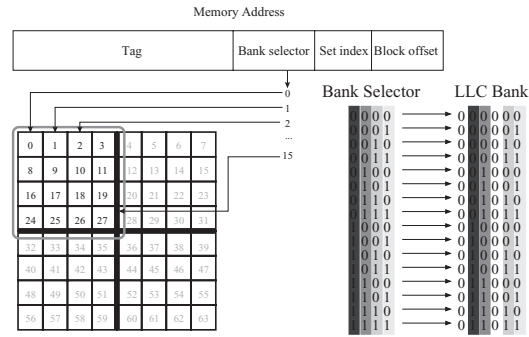 Memory Address
Tag Bank selector Set index Block offset
0
1
2
...
15
0 1 2 3 4 5 6 7
8 9 10 11 12 13 14 15
16 17 18 19 20 21 22 23
24 25 26 27 28 29 30 31
32 33 34 35 36 37 38 39
40 41 42 43 44 45 46 47
48 49 50 51 52 53 54 55
56 57 58 59 60 61 62 63
Bank Selector LLC Bank
0 0 0 0 0 0 0 0 0 0
0 0 0 1 0 0 0 0 0 1
0 0 1 0 0 0 0 0 1 0
0 0 1 1 0 0 0 0 1 1
0 1 0 0 0 0 1 0 0 0
0 1 0 1 0 0 1 0 0 1
0 1 1 0 0 0 1 0 1 0
0 1 1 1 0 0 1 0 1 1
1 0 0 0 0 1 0 0 0 0
1 0 0 1 0 1 0 0 0 1
1 0 1 0 0 1 0 0 1 0
1 0 1 1 0 1 0 0 1 1
1 1 0 0 0 1 1 0 0 0
1 1 0 1 0 1 1 0 0 1
1 1 1 0 0 1 1 0 1 0
1 1 1 1 0 1 1 0 1 1